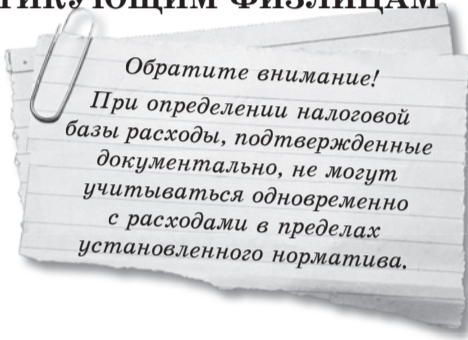 ТИКУЮЩИМ ФИЗЛИЦАМ
Обратите внимание!
При определении налоговой
базы расходы, подтвержденные
документально, не могут
учитываться одновременно
с расходами в пределах
установленного норматива.